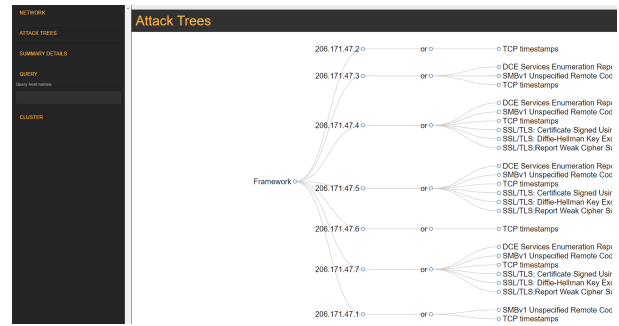 NETWORK
ATTACK TREES
SUMMARY DETAILS
QUERY
Query host names:
CLUSTER
Attack Trees
Framework
206.171.47.2 or TCP timestamps
206.171.47.3 or DCE Services Enumeration Repo
SMBv1 Unspecified Remote Cod
TCP timestamps
206.171.47.4 or DCE Services Enumeration Repo
SMBv1 Unspecified Remote Cod
TCP timestamps
SSL/TLS: Certificate Signed Usin
SSL/TLS: Diffie-Hellman Key Exc
SSL/TLS:Report Weak Cipher Su
206.171.47.5 or DCE Services Enumeration Repo
SMBv1 Unspecified Remote Cod
TCP timestamps
SSL/TLS: Certificate Signed Usin
SSL/TLS: Diffie-Hellman Key Exc
SSL/TLS:Report Weak Cipher Su
206.171.47.6 or TCP timestamps
206.171.47.7 or DCE Services Enumeration Repo
SMBv1 Unspecified Remote Cod
TCP timestamps
SSL/TLS: Certificate Signed Usin
SSL/TLS: Diffie-Hellman Key Exc
SSL/TLS:Report Weak Cipher Su
206.171.47.1 or SMBv1 Unspecified Remote Cod
TCP timestamps